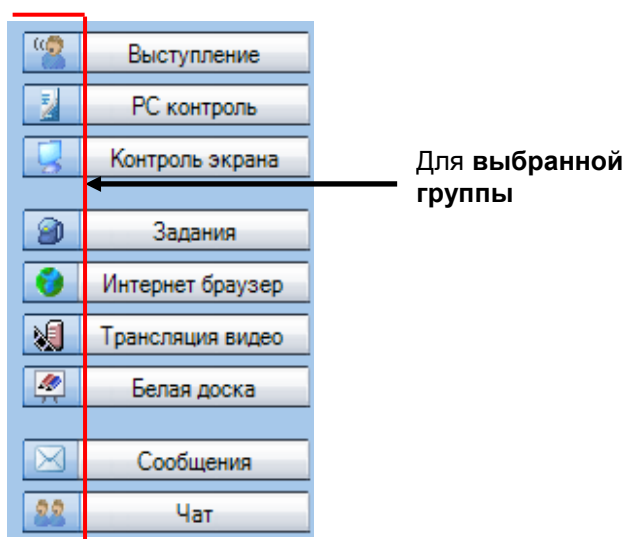 Выступление
PC контроль
Контроль экрана
Для выбранной
группы
Задания
Интернет браузер
Трансляция видео
Белая доска
Сообщения
Чат